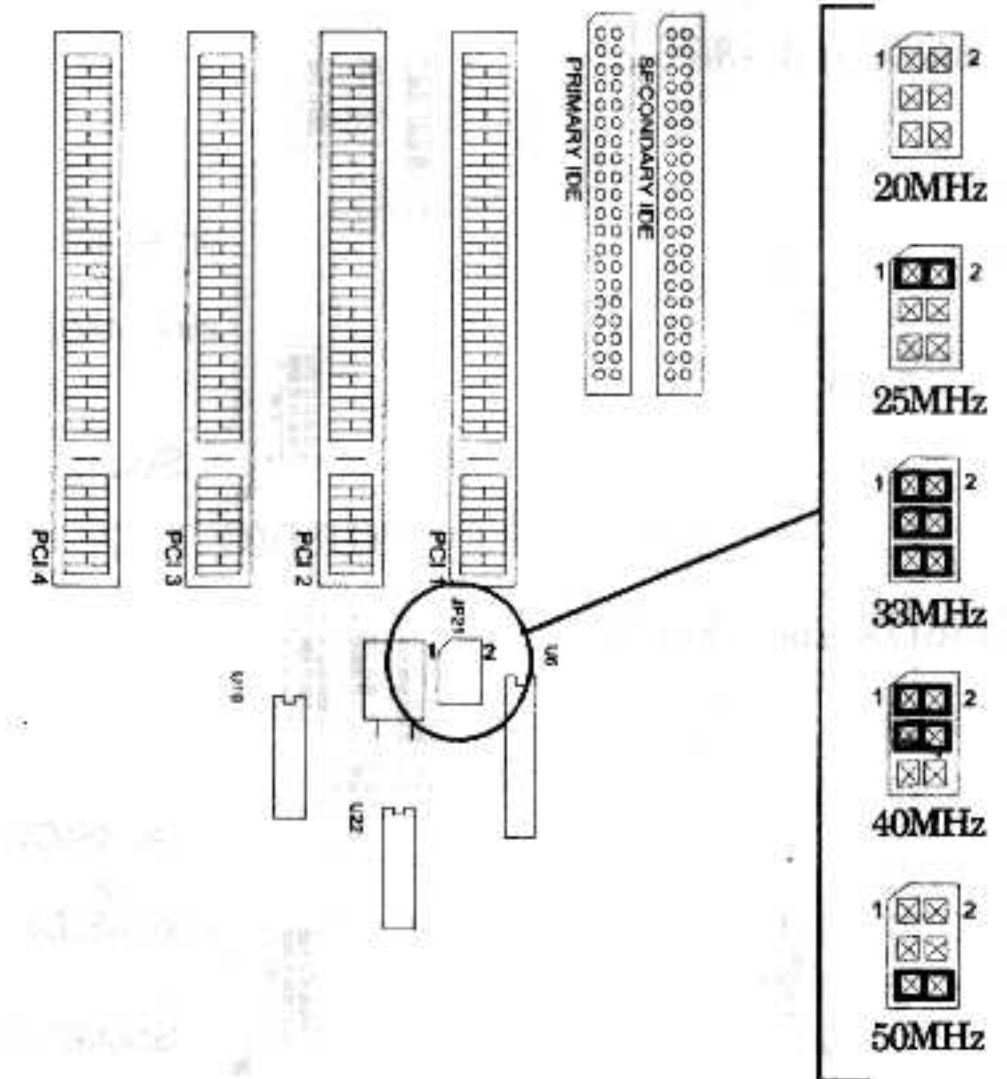 PRIMARY IDE
SECONDARY IDE
PCI 4
PCI 3
PCI 2
PCI 1
JP21
1 2
U6
U19
U22
1 2
20MHz
1 2
25MHz
1 2
33MHz
1 2
40MHz
1 2
50MHz